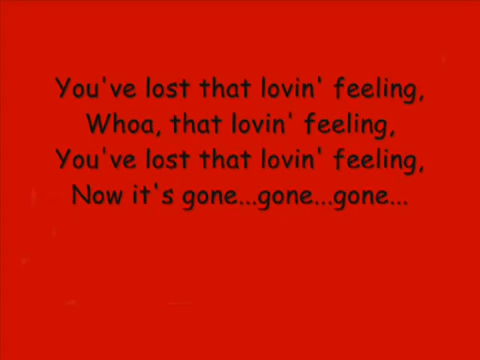 You've lost that lovin' feeling,
Whoa, that lovin' feeling,
You've lost that lovin' feeling,
Now it's gone...gone...gone...